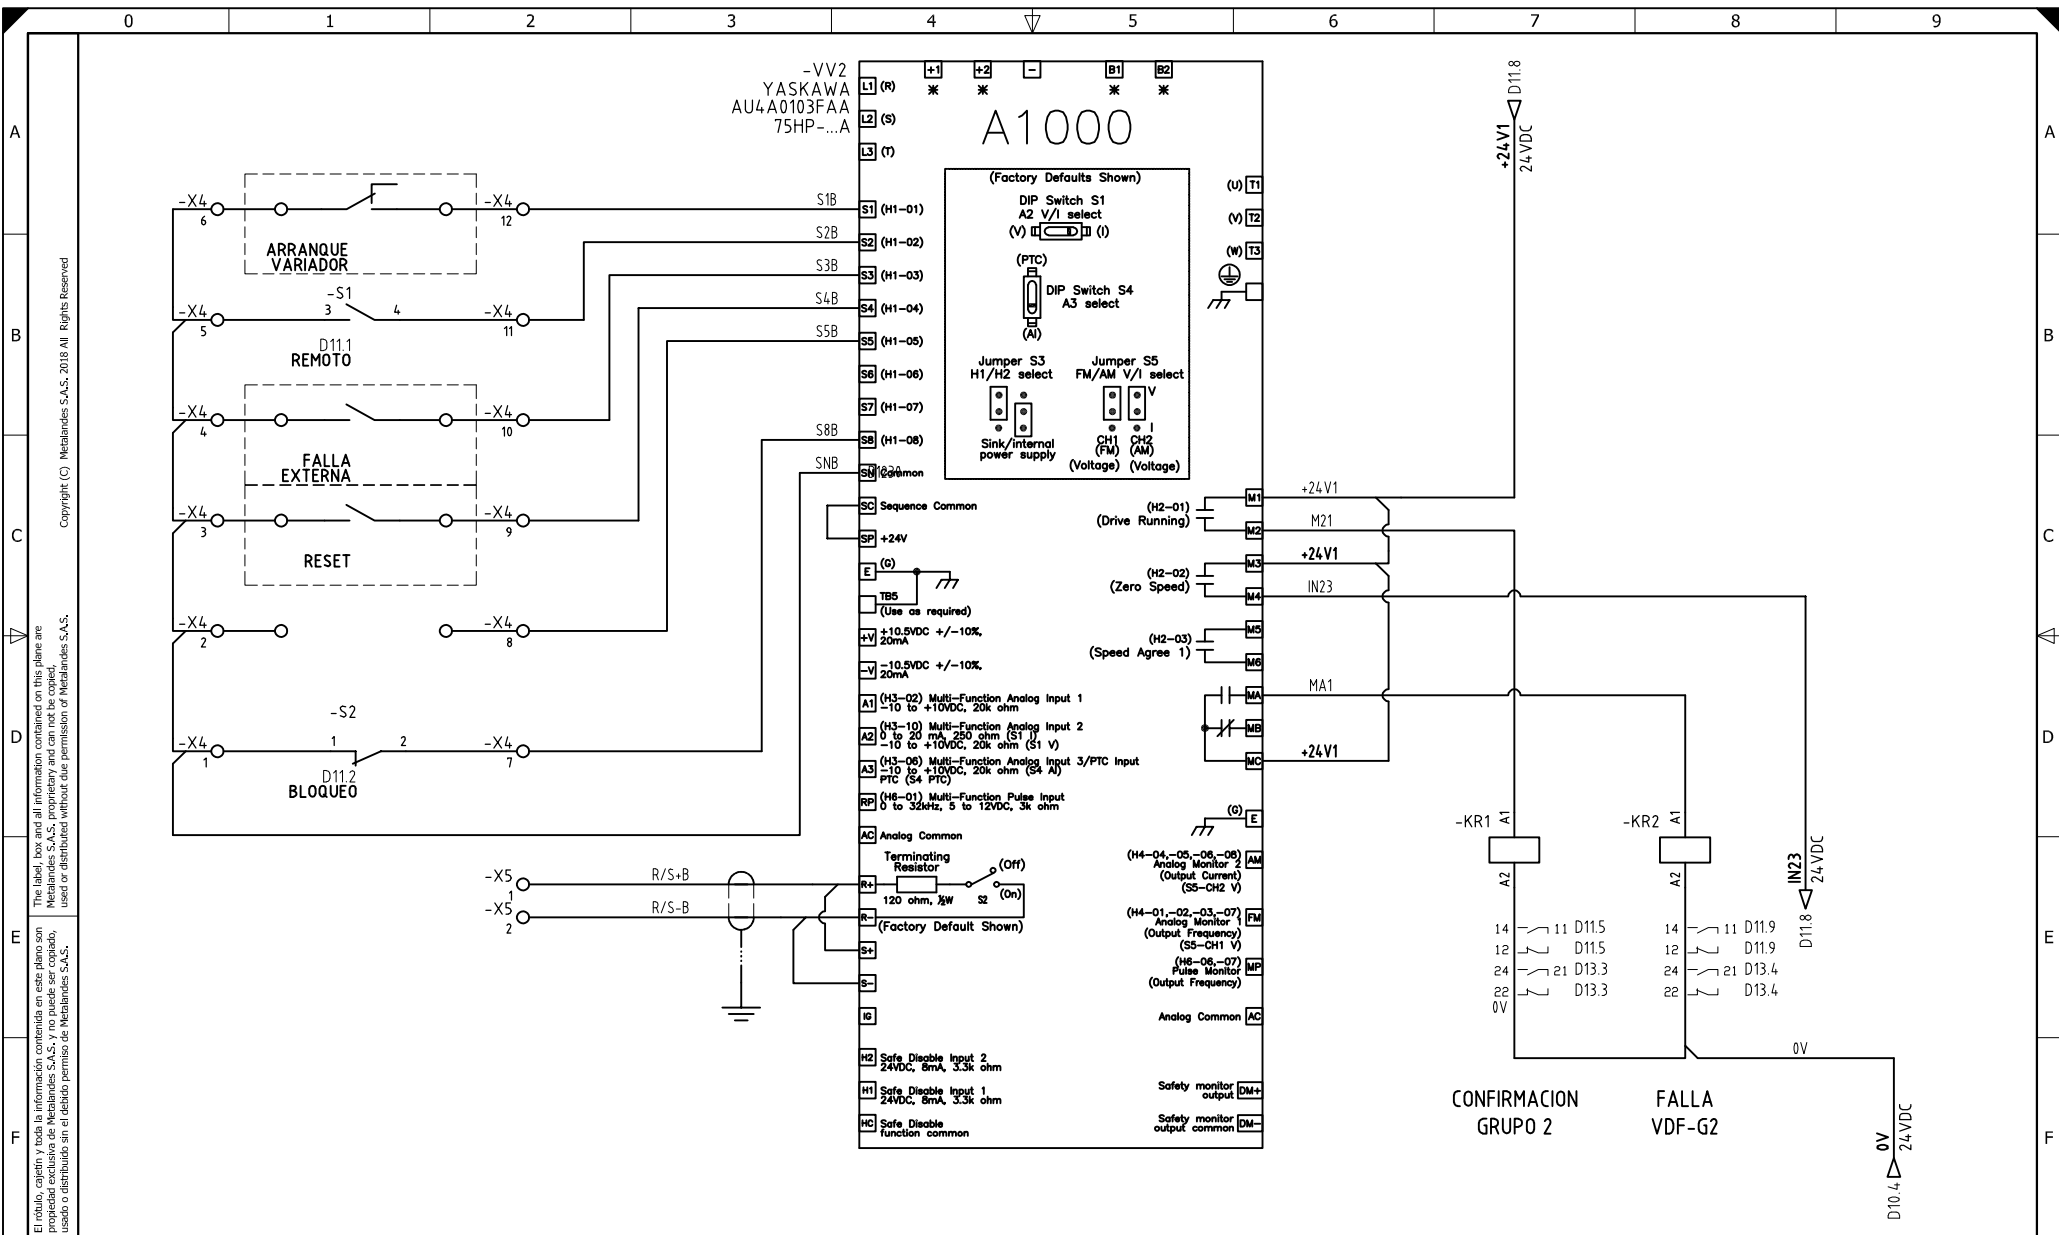 0 1 2 3 4 5 6 7 8 9
A
B
C
D
E
F
A
B
C
D
E
F
Copyright (C) Metalandes S.A.S. 2018 All Rights Reserved
The label, box and all information contained on this plane are
Metalandes S.A.S. proprietary and can not be copied,
used or distributed without due permission of Metalandes S.A.S.
El rótulo, cajetín y toda la información contenida en este plano son
propiedad exclusiva de Metalandes S.A.S. y no puede ser copiado,
usado o distribuido sin el debido permiso de Metalandes S.A.S.
-VV2
YASKAWA
AU4A0103FAA
75HP-...A
-X4
6
-X4
12
ARRANQUE
VARIADOR
-X4
5
-S1
3 4
-X4
11
D11.1
REMOTO
-X4
4
-X4
10
FALLA
EXTERNA
-X4
3
-X4
9
RESET
-X4
2
-X4
8
-S2
-X4
1
1 2
-X4
7
D11.2
BLOQUEO
S1B
S2B
S3B
S4B
S5B
S8B
SNB
-X5
1
R/S+B
-X5
2
R/S-B
+1 +2 - B1 B2
A1000
L1 (R)
L2 (S)
L3 (T)
S1 (H1-01)
S2 (H1-02)
S3 (H1-03)
S4 (H1-04)
S5 (H1-05)
S6 (H1-06)
S7 (H1-07)
S8 (H1-08)
SN Common
SC Sequence Common
SP +24V
E (G)
TB5
(Use as required)
+V +10.5VDC +/-10%,
20mA
-V -10.5VDC +/-10%,
20mA
A1 (H3-02) Multi-Function Analog Input 1
-10 to +10VDC, 20k ohm
A2 (H3-10) Multi-Function Analog Input 2
0 to 20 mA, 250 ohm (S1 I)
-10 to +10VDC, 20k ohm (S1 V)
A3 (H3-06) Multi-Function Analog Input 3/PTC Input
-10 to +10VDC, 20k ohm (S4 AI)
PTC (S4 PTC)
RP (H6-01) Multi-Function Pulse Input
0 to 32kHz, 5 to 12VDC, 3k ohm
AC Analog Common
Terminating
Resistor
(Off)
(On)
R+
120 ohm, ½W
S2
R-
(Factory Default Shown)
S+
S-
IG
H2 Safe Disable Input 2
24VDC, 8mA, 3.3k ohm
H1 Safe Disable Input 1
24VDC, 8mA, 3.3k ohm
HC Safe Disable
function common
(Factory Defaults Shown)
DIP Switch S1
A2 V/I select
(V) (I)
(PTC)
DIP Switch S4
A3 select
(AI)
Jumper S3
H1/H2 select
Sink/internal
power supply
Jumper S5
FM/AM V/I select
V
I
CH1 CH2
(FM) (AM)
(Voltage) (Voltage)
(U) T1
(V) T2
(W) T3
(H2-01)
(Drive Running)
M1
M2
(H2-02)
(Zero Speed)
M3
M4
(H2-03)
(Speed Agree 1)
M5
M6
MA
MB
MC
(G) E
(H4-04,-05,-06,-08)
Analog Monitor 2
(Output Current)
(S5-CH2 V)
AM
(H4-01,-02,-03,-07)
Analog Monitor 1
(Output Frequency)
(S5-CH1 V)
FM
(H6-06,-07)
Pulse Monitor
(Output Frequency)
MP
Analog Common AC
Safety monitor
output
DM+
Safety monitor
output common
DM-
+24V1
M21
+24V1
IN23
MA1
+24V1
D11.8
+24V1
24VDC
-KR1
A1
A2
-KR2
A1
A2
14 11 D11.5
12 D11.5
24 21 D13.3
22 D13.3
0V
14 11 D11.9
12 D11.9
24 21 D13.4
22 D13.4
IN23
24VDC
D11.8
0V
0V
24VDC
D10.4
CONFIRMACION
GRUPO 2
FALLA
VDF-G2